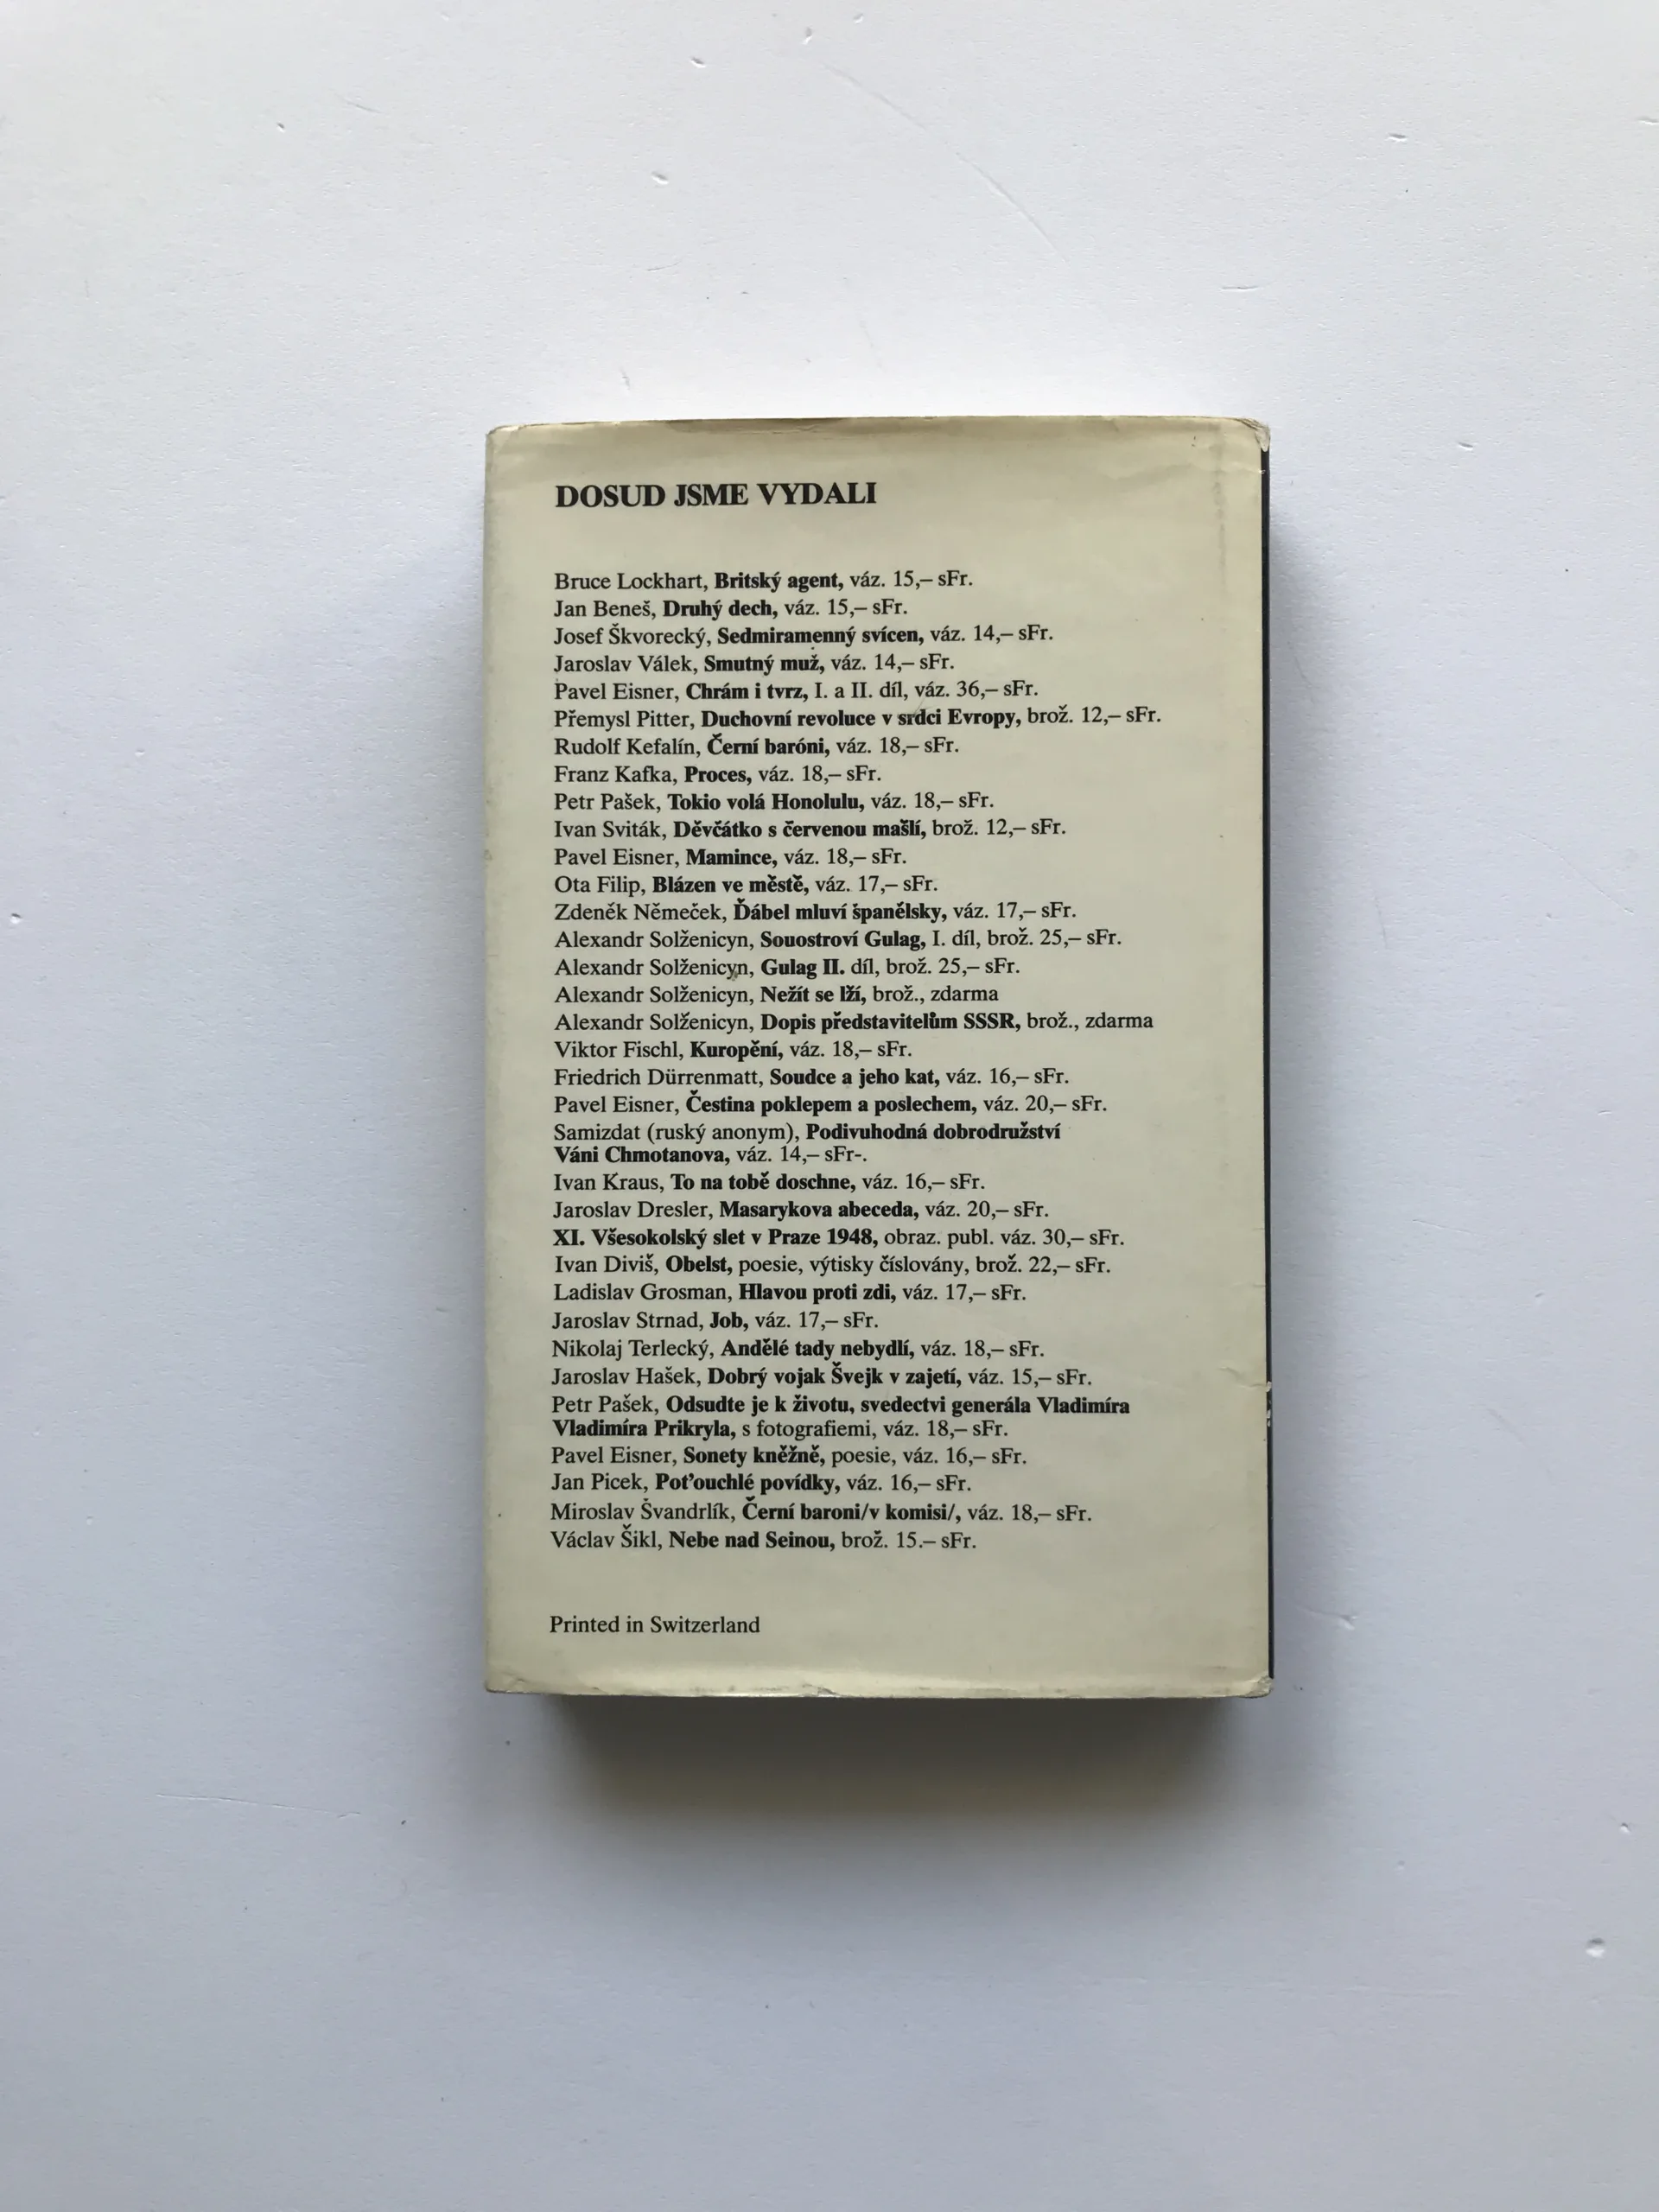 DOSUD JSME VYDALI
Bruce Lockhart, Britský agent, váz. 15,– sFr.
Jan Beneš, Druhý dech, váz. 15,– sFr.
Josef Škvorecký, Sedmiramenný svícen, váz. 14,– sFr.
Jaroslav Válek, Smutný muž, váz. 14,– sFr.
Pavel Eisner, Chrám i tvrz, I. a II. díl, váz. 36,– sFr.
Přemysl Pitter, Duchovní revoluce v srdci Evropy, brož. 12,– sFr.
Rudolf Kefalín, Černí baróni, váz. 18,– sFr.
Franz Kafka, Proces, váz. 18,– sFr.
Petr Pašek, Tokio volá Honolulu, váz. 18,– sFr.
Ivan Sviták, Děvčátko s červenou mašlí, brož. 12,– sFr.
Pavel Eisner, Mamince, váz. 18,– sFr.
Ota Filip, Blázen ve městě, váz. 17,– sFr.
Zdeněk Němeček, Ďábel mluví španělsky, váz. 17,– sFr.
Alexandr Solženicyn, Souostroví Gulag, I. díl, brož. 25,– sFr.
Alexandr Solženicyn, Gulag II. díl, brož. 25,– sFr.
Alexandr Solženicyn, Nežít se lží, brož., zdarma
Alexandr Solženicyn, Dopis představitelům SSSR, brož., zdarma
Viktor Fischl, Kuropění, váz. 18,– sFr.
Friedrich Dürrenmatt, Soudce a jeho kat, váz. 16,– sFr.
Pavel Eisner, Čestina poklepem a poslechem, váz. 20,– sFr.
Samizdat (ruský anonym), Podivuhodná dobrodružství
Váni Chmotanova, váz. 14,– sFr-.
Ivan Kraus, To na tobě doschne, váz. 16,– sFr.
Jaroslav Dresler, Masarykova abeceda, váz. 20,– sFr.
XI. Všesokolský slet v Praze 1948, obraz. publ. váz. 30,– sFr.
Ivan Diviš, Obelst, poesie, výtisky číslovány, brož. 22,– sFr.
Ladislav Grosman, Hlavou proti zdi, váz. 17,– sFr.
Jaroslav Strnad, Job, váz. 17,– sFr.
Nikolaj Terlecký, Andělé tady nebydlí, váz. 18,– sFr.
Jaroslav Hašek, Dobrý vojak Švejk v zajetí, váz. 15,– sFr.
Petr Pašek, Odsudte je k životu, svedectvi generála Vladimíra
Vladimíra Prikryla, s fotografiemi, váz. 18,– sFr.
Pavel Eisner, Sonety kněžně, poesie, váz. 16,– sFr.
Jan Picek, Poťouchlé povídky, váz. 16,– sFr.
Miroslav Švandrlík, Černí baroni/v komisi/, váz. 18,– sFr.
Václav Šikl, Nebe nad Seinou, brož. 15.– sFr.
Printed in Switzerland